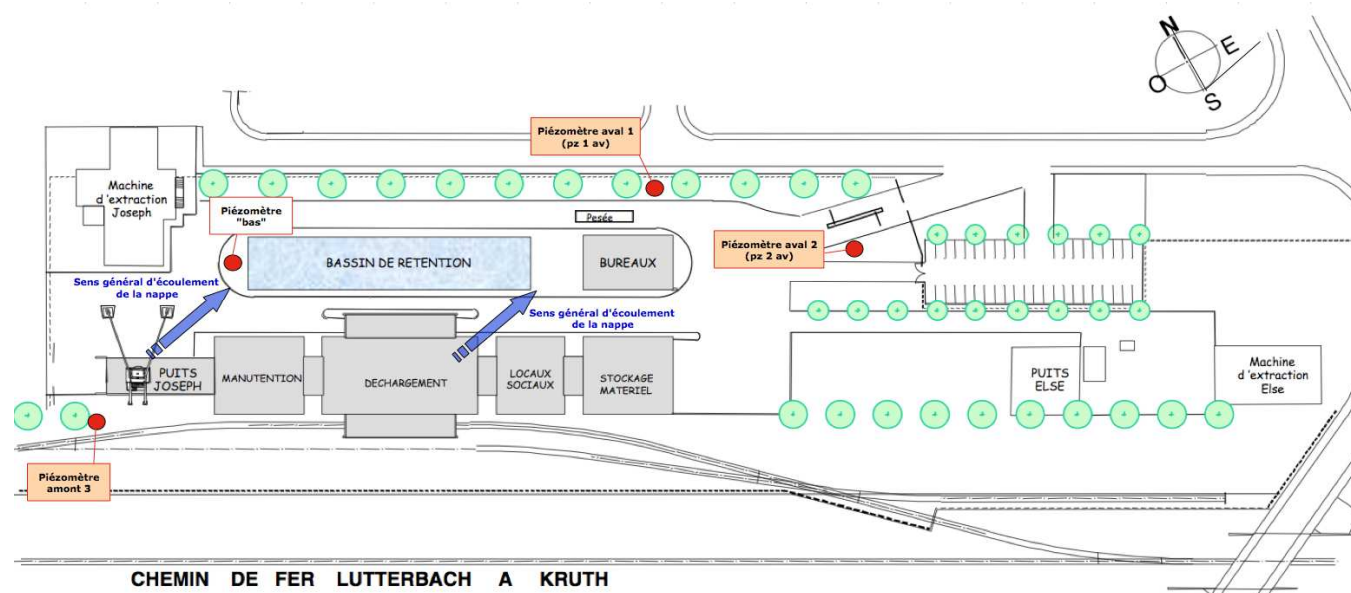 N
E
O
S
Piézomètre aval 1
(pz 1 av)
Machine
d'extraction
Joseph
Piézomètre
"bas"
Pesée
Piézomètre aval 2
(pz 2 av)
BASSIN DE RETENTION
BUREAUX
Sens général d'écoulement
de la nappe
Sens général d'écoulement
de la nappe
PUITS
JOSEPH
MANUTENTION
DECHARGEMENT
LOCAUX
SOCIAUX
STOCKAGE
MATERIEL
PUITS
ELSE
Machine
d'extraction
Else
Piézomètre
amont 3
CHEMIN DE FER LUTTERBACH A KRUTH